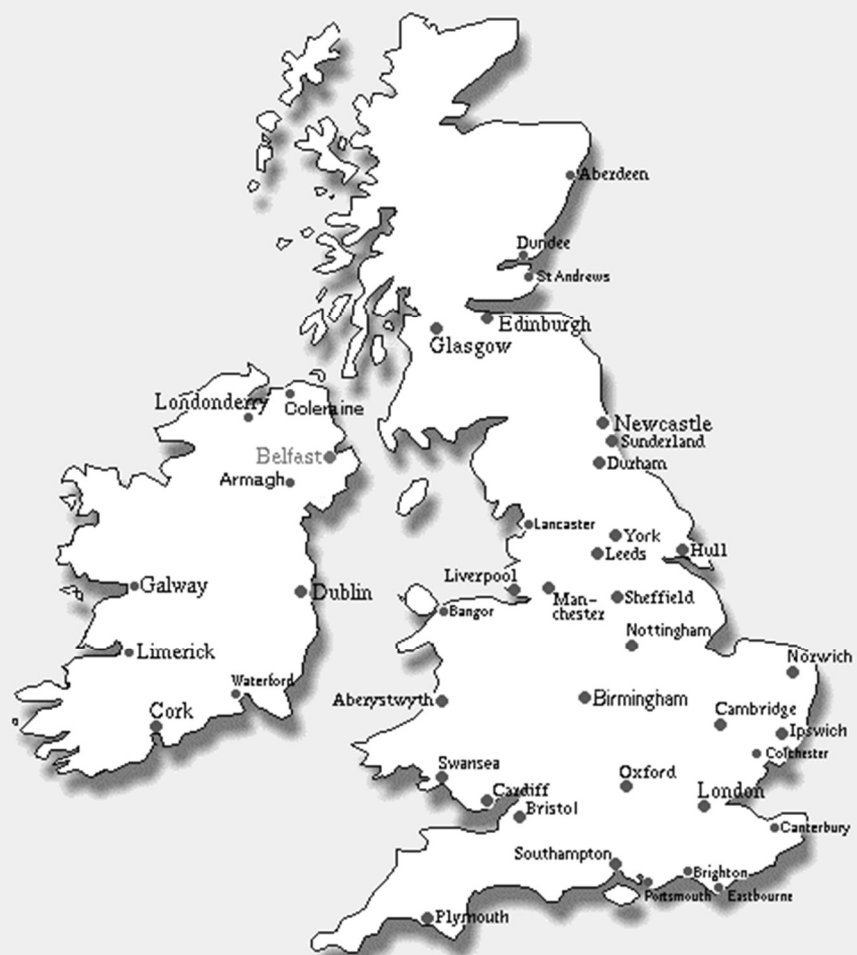 Aberdeen
Dundee
St Andrews
Edinburgh
Glasgow
Londonderry
Coleraine
Newcastle
Sunderland
Belfast
Durham
Armagh
Lancaster
York
Hull
Leeds
Liverpool
Galway
Dublin
Man-
chester
Sheffield
Bangor
Nottingham
Limerick
Norwich
Waterford
Aberystwyth
Birmingham
Cambridge
Cork
Ipswich
Colchester
Swansea
Oxford
Cardiff
London
Bristol
Canterbury
Southampton
Brighton
Portsmouth
Eastbourne
Plymouth